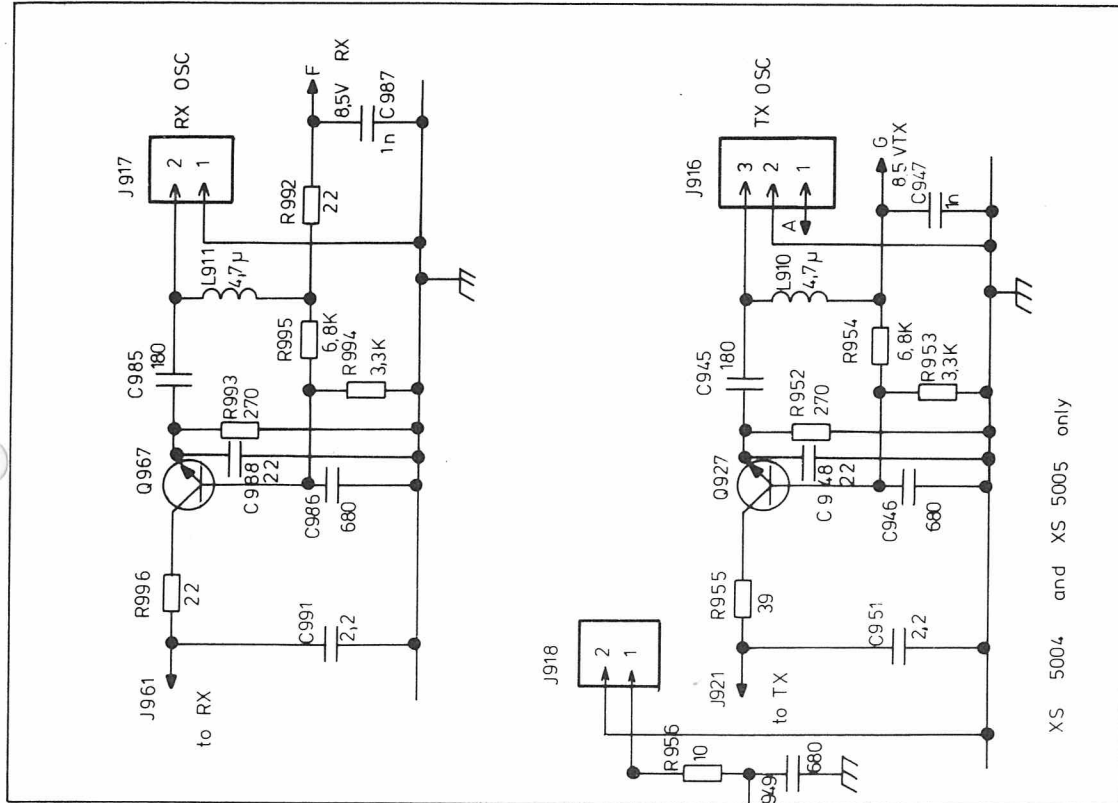 J961
to RX
R996
22
C991
2,2
Q967
C988
22
C986
680
R993
270
C985
180
R995
6,8K
R994
3,3K
L911
4,7µ
R992
22
J917
2
1
RX OSC
F
8,5V RX
C987
1n
J918
2
1
R956
10
949
680
J921
to TX
R955
39
C951
2,2
Q927
C948
22
C946
680
R952
270
C945
180
R954
6,8K
R953
3,3K
L910
4,7µ
J916
3
2
1
A
TX OSC
G
8,5 VTX
C947
1n
XS 5004 and XS 5005 only